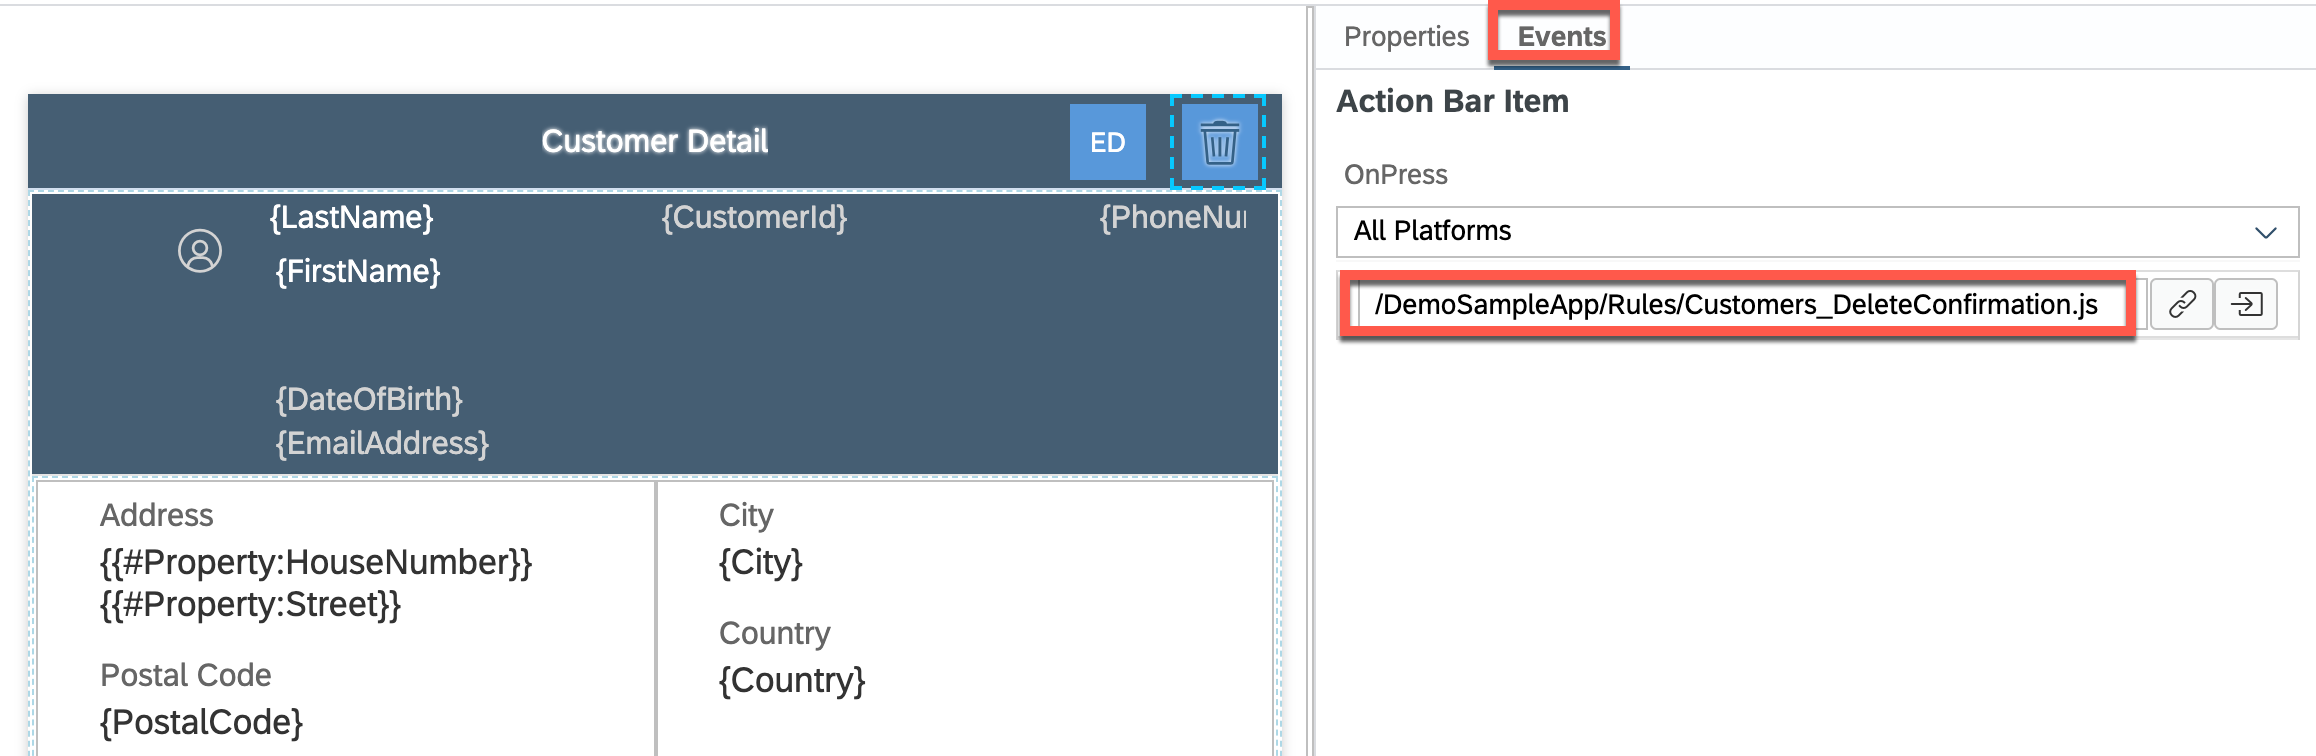 Properties
Events
Customer Detail
ED
{LastName}
{CustomerId}
{FirstName}
{DateOfBirth}
{EmailAddress}
Address
{{#Property:HouseNumber}}
{{#Property:Street}}
Postal Code
{PostalCode}
City
{City}
Country
{Country}
Action Bar Item
OnPress
All Platforms
/DemoSampleApp/Rules/Customers_DeleteConfirmation.js